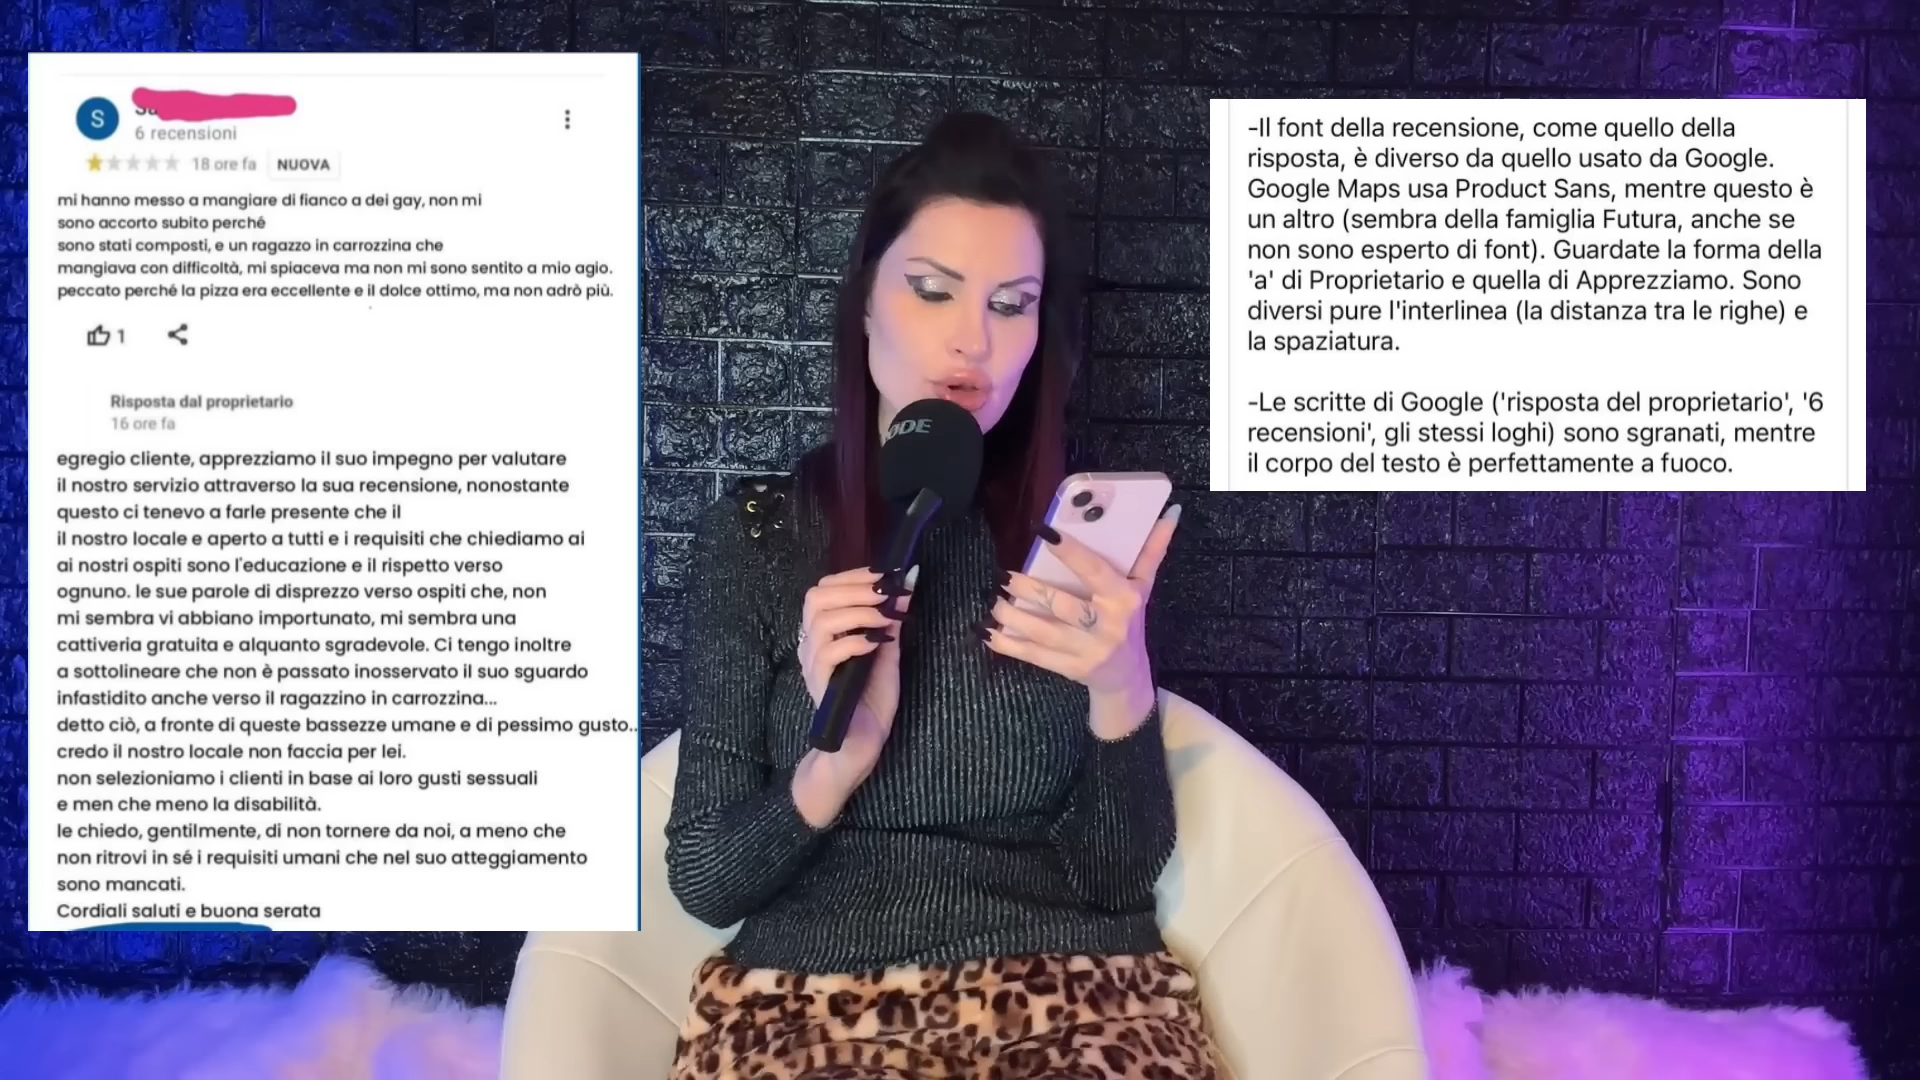 S
6 recensioni
18 ore fa NUOVA
mi hanno messo a mangiare di fianco a dei gay, non mi
sono accorto subito perché
sono stati composti, e un ragazzo in carrozzina che
mangiava con difficoltà, mi spiaceva ma non mi sono sentito a mio agio.
peccato perché la pizza era eccellente e il dolce ottimo, ma non adrò più.
1
Risposta dal proprietario
16 ore fa
egregio cliente, apprezziamo il suo impegno per valutare
il nostro servizio attraverso la sua recensione, nonostante
questo ci tenevo a farle presente che il
il nostro locale e aperto a tutti e i requisiti che chiediamo ai
ai nostri ospiti sono l'educazione e il rispetto verso
ognuno. le sue parole di disprezzo verso ospiti che, non
mi sembra vi abbiano importunato, mi sembra una
cattiveria gratuita e alquanto sgradevole. Ci tengo inoltre
a sottolineare che non è passato inosservato il suo sguardo
infastidito anche verso il ragazzino in carrozzina...
detto ciò, a fronte di queste bassezze umane e di pessimo gusto..
credo il nostro locale non faccia per lei.
non selezioniamo i clienti in base ai loro gusti sessuali
e men che meno la disabilità.
le chiedo, gentilmente, di non tornere da noi, a meno che
non ritrovi in sé i requisiti umani che nel suo atteggiamento
sono mancati.
Cordiali saluti e buona serata
RODE
-Il font della recensione, come quello della
risposta, è diverso da quello usato da Google.
Google Maps usa Product Sans, mentre questo è
un altro (sembra della famiglia Futura, anche se
non sono esperto di font). Guardate la forma della
'a' di Proprietario e quella di Apprezziamo. Sono
diversi pure l'interlinea (la distanza tra le righe) e
la spaziatura.
-Le scritte di Google ('risposta del proprietario', '6
recensioni', gli stessi loghi) sono sgranati, mentre
il corpo del testo è perfettamente a fuoco.